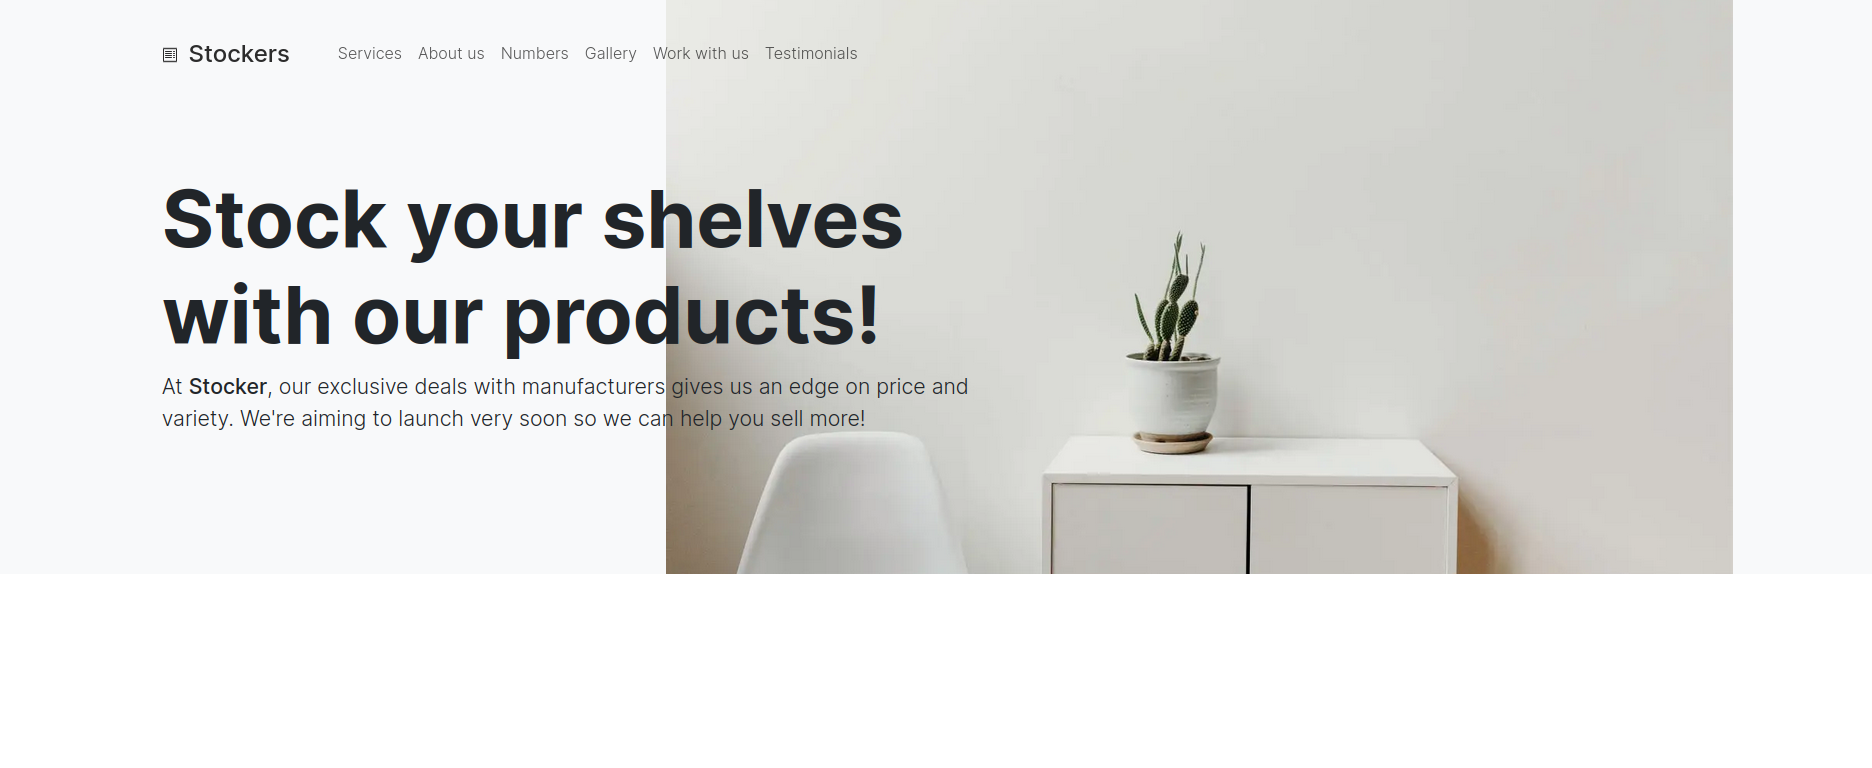 Stockers
Services About us Numbers Gallery Work with us Testimonials
Stock your shelves
with our products!
At Stocker, our exclusive deals with manufacturers gives us an edge on price and
variety. We're aiming to launch very soon so we can help you sell more!